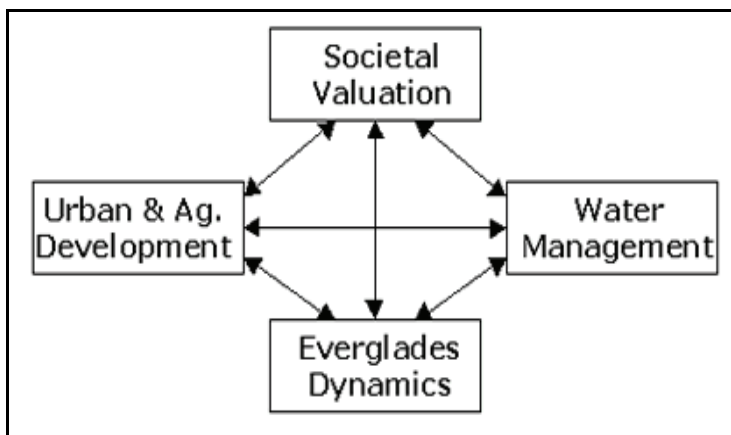 Societal
Valuation
Urban & Ag.
Development
Water
Management
Everglades
Dynamics